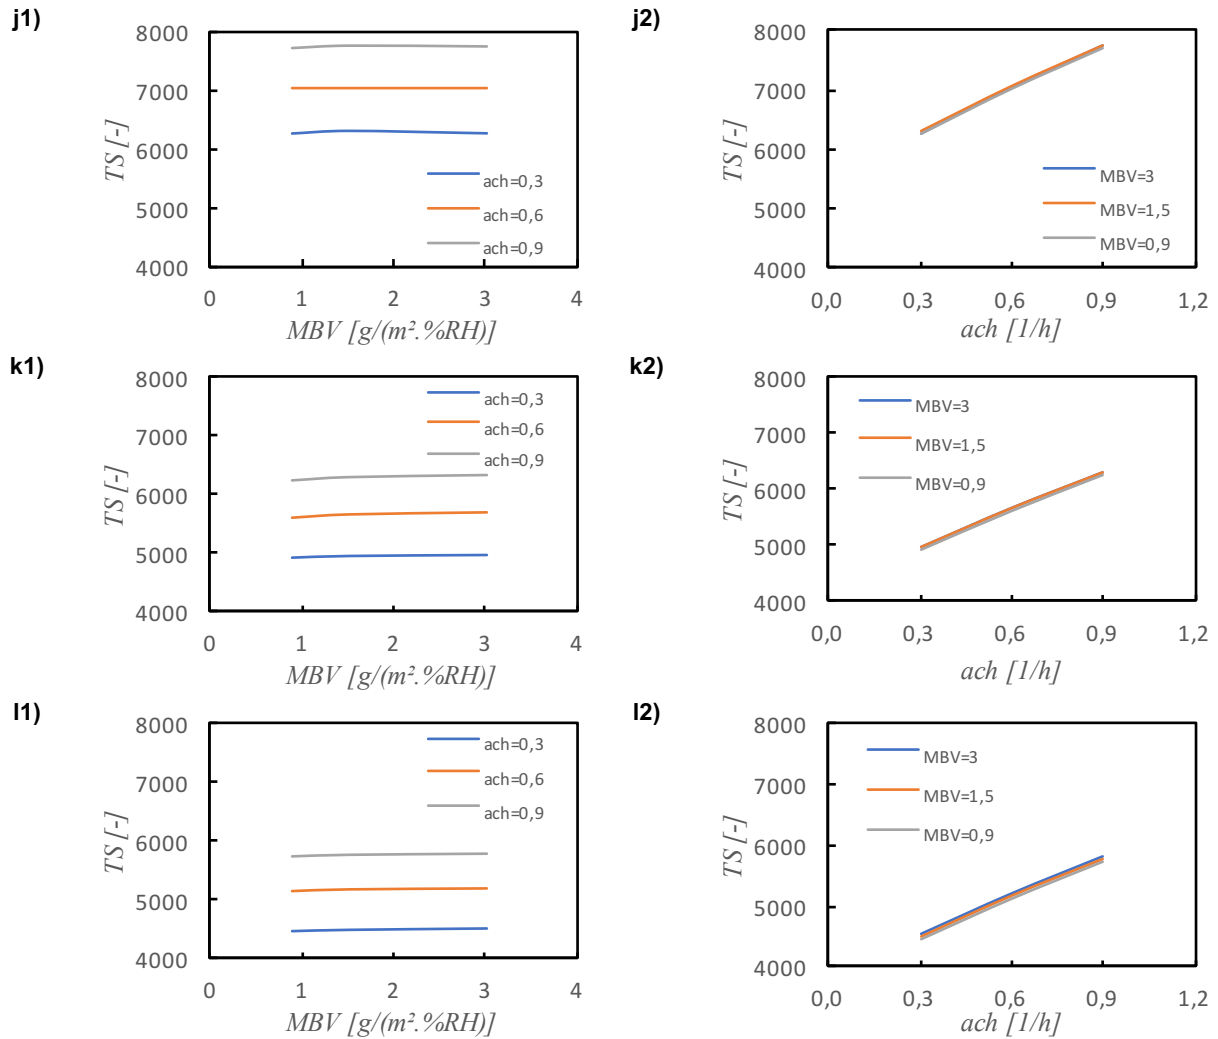 j1)
8000
7000
6000
5000
4000
TS [-]
ach=0,3
ach=0,6
ach=0,9
0 1 2 3 4
MBV [g/(m².%RH)]
j2)
8000
7000
6000
5000
4000
TS [-]
MBV=3
MBV=1,5
MBV=0,9
0,0 0,3 0,6 0,9 1,2
ach [1/h]
k1)
8000
7000
6000
5000
4000
TS [-]
ach=0,3
ach=0,6
ach=0,9
0 1 2 3 4
MBV [g/(m².%RH)]
k2)
8000
7000
6000
5000
4000
TS [-]
MBV=3
MBV=1,5
MBV=0,9
0,0 0,3 0,6 0,9 1,2
ach [1/h]
l1)
8000
7000
6000
5000
4000
TS [-]
ach=0,3
ach=0,6
ach=0,9
0 1 2 3 4
MBV [g/(m².%RH)]
l2)
8000
7000
6000
5000
4000
TS [-]
MBV=3
MBV=1,5
MBV=0,9
0,0 0,3 0,6 0,9 1,2
ach [1/h]